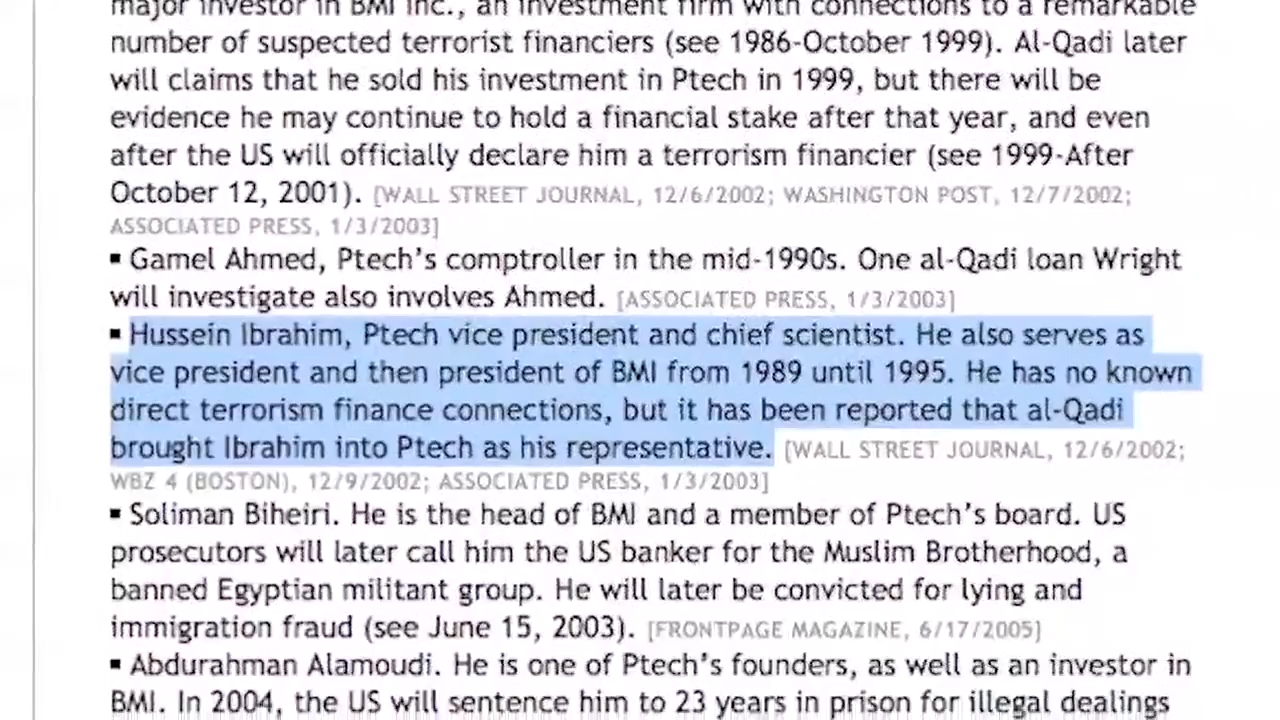 major investor in BMI Inc., an investment firm with connections to a remarkable
number of suspected terrorist financiers (see 1986-October 1999). Al-Qadi later
will claims that he sold his investment in Ptech in 1999, but there will be
evidence he may continue to hold a financial stake after that year, and even
after the US will officially declare him a terrorism financier (see 1999-After
October 12, 2001). [WALL STREET JOURNAL, 12/6/2002; WASHINGTON POST, 12/7/2002;
ASSOCIATED PRESS, 1/3/2003]
▪ Gamel Ahmed, Ptech’s comptroller in the mid-1990s. One al-Qadi loan Wright
will investigate also involves Ahmed. [ASSOCIATED PRESS, 1/3/2003]
▪ Hussein Ibrahim, Ptech vice president and chief scientist. He also serves as
vice president and then president of BMI from 1989 until 1995. He has no known
direct terrorism finance connections, but it has been reported that al-Qadi
brought Ibrahim into Ptech as his representative. [WALL STREET JOURNAL, 12/6/2002;
WBZ 4 (BOSTON), 12/9/2002; ASSOCIATED PRESS, 1/3/2003]
▪ Soliman Biheiri. He is the head of BMI and a member of Ptech’s board. US
prosecutors will later call him the US banker for the Muslim Brotherhood, a
banned Egyptian militant group. He will later be convicted for lying and
immigration fraud (see June 15, 2003). [FRONTPAGE MAGAZINE, 6/17/2005]
▪ Abdurahman Alamoudi. He is one of Ptech’s founders, as well as an investor in
BMI. In 2004, the US will sentence him to 23 years in prison for illegal dealings